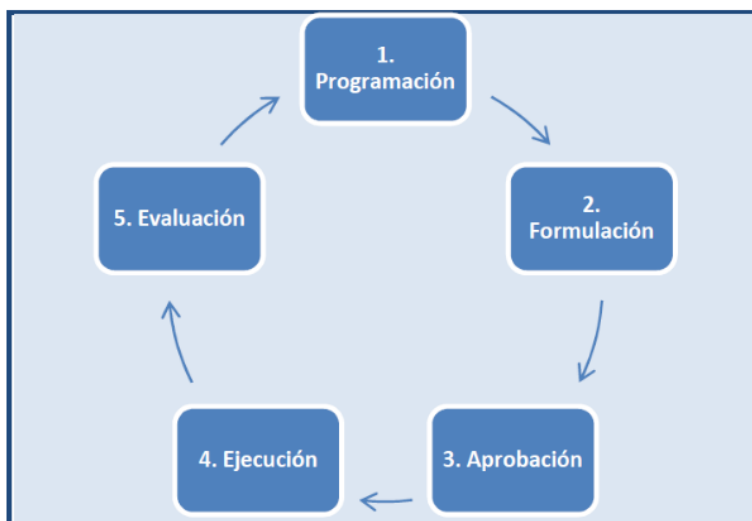 1.
Programación
2.
Formulación
3. Aprobación
4. Ejecución
5. Evaluación